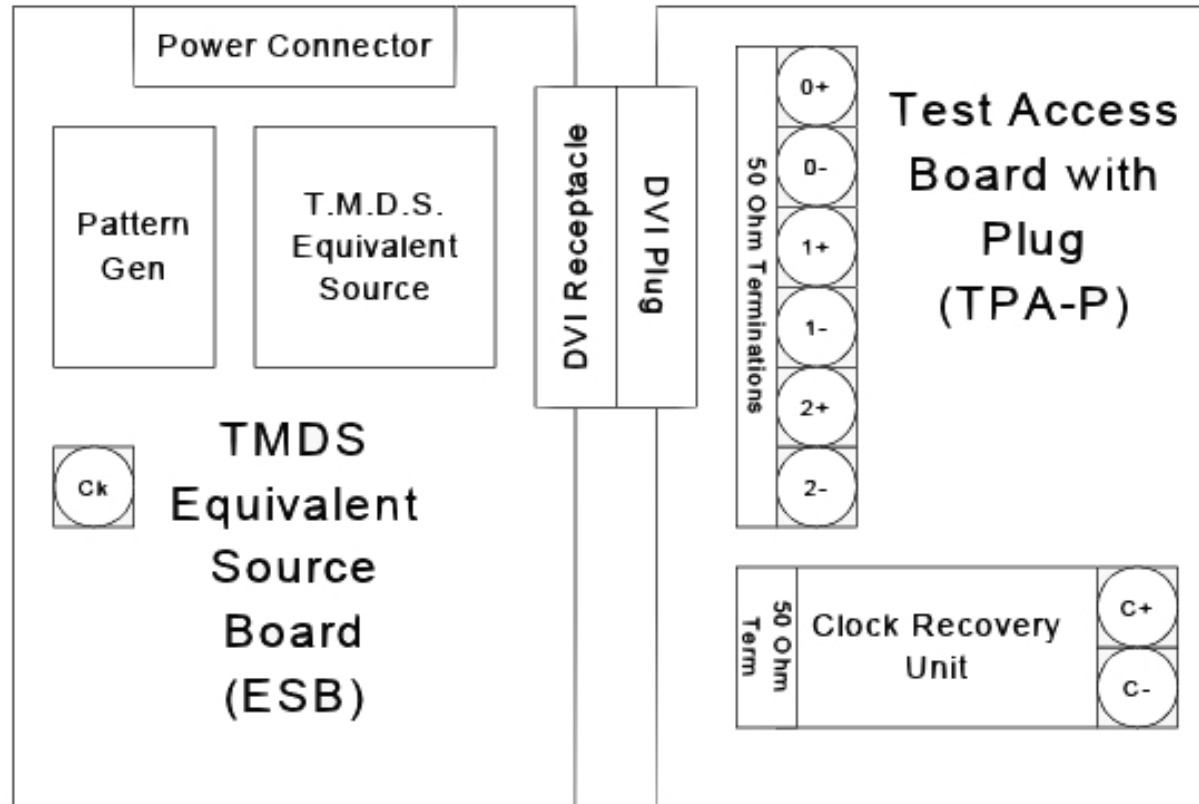 Power Connector
Pattern
Gen
T.M.D.S.
Equivalent
Source
Ck
TMDS
Equivalent
Source
Board
(ESB)
DVI Receptacle
DVI Plug
50 Ohm Terminations
0+
0-
1+
1-
2+
2-
Test Access
Board with
Plug
(TPA-P)
50 Ohm
Term
Clock Recovery
Unit
C+
C-